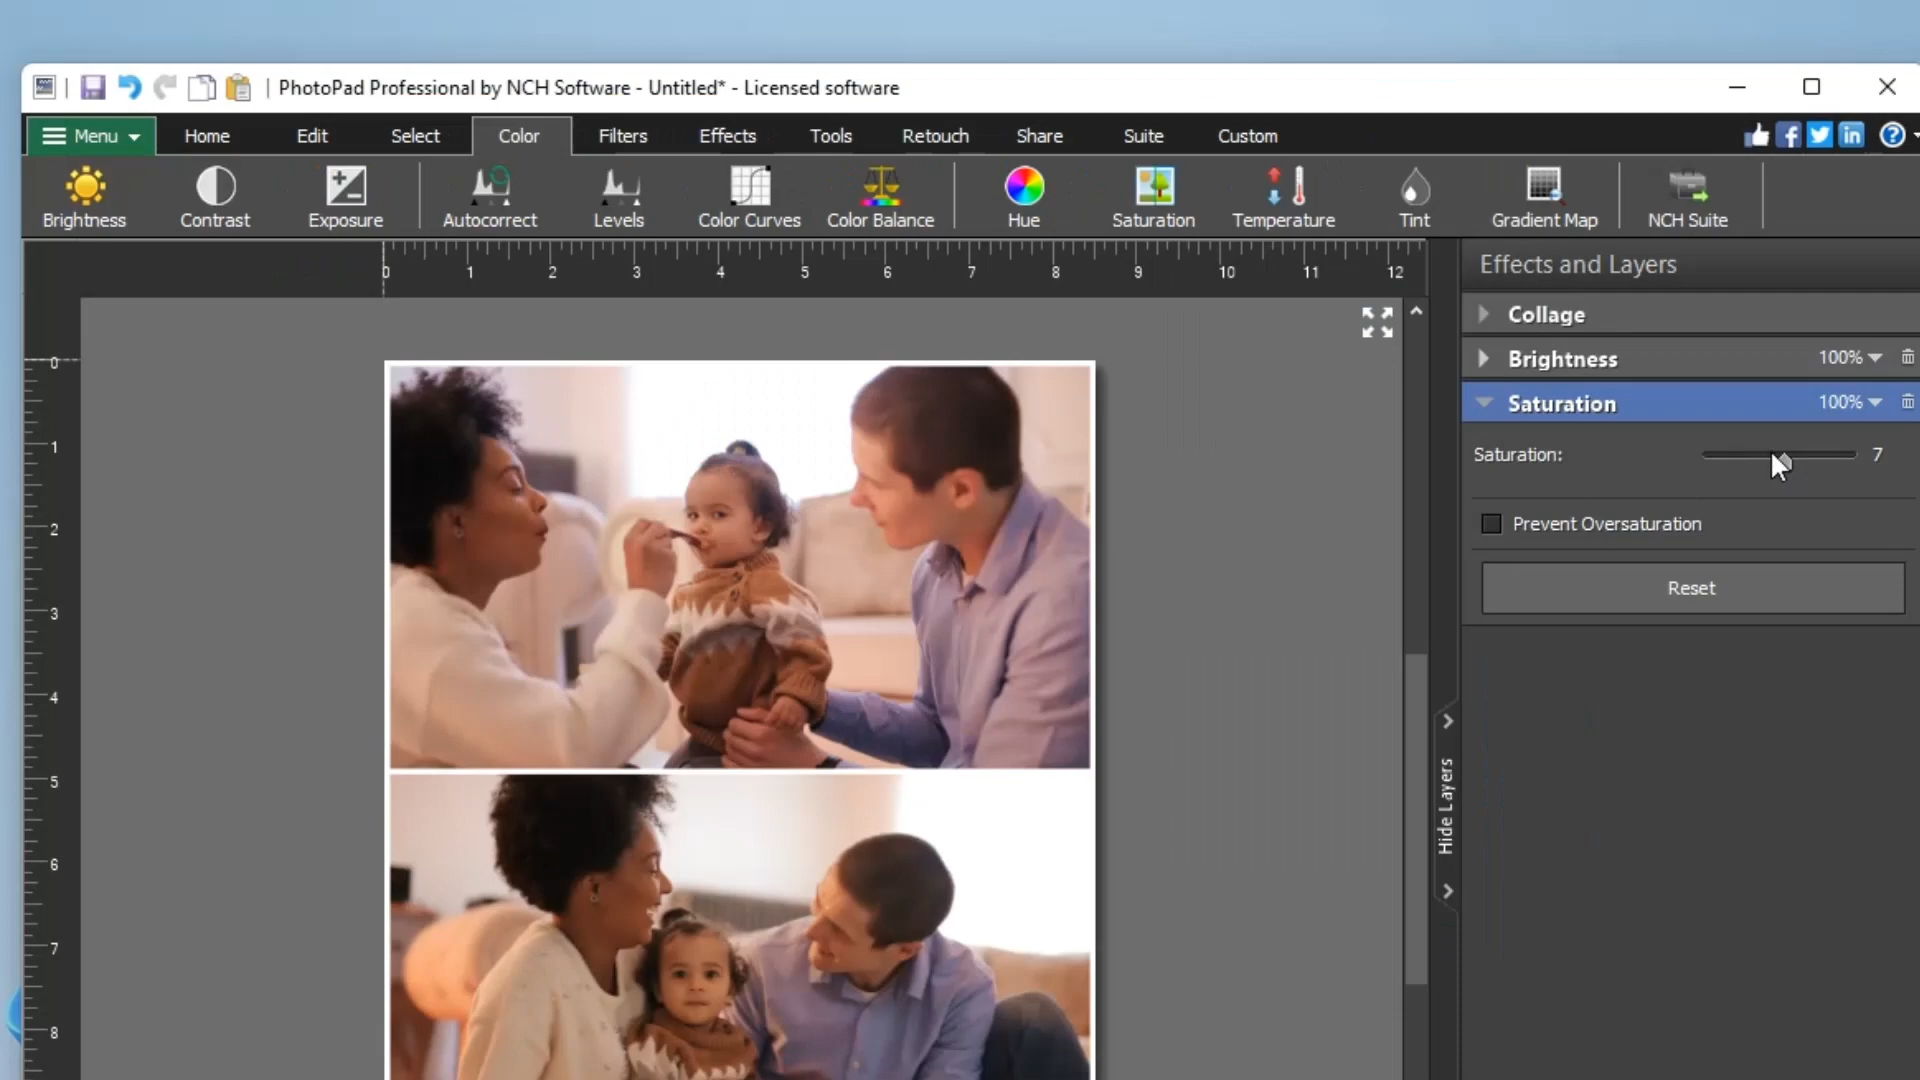 PhotoPad Professional by NCH Software - Untitled* - Licensed software
Menu Home Edit Select Color Filters Effects Tools Retouch Share Suite Custom
Brightness Contrast Exposure Autocorrect Levels Color Curves Color Balance Hue Saturation Temperature Tint Gradient Map NCH Suite
0 1 2 3 4 5 6 7 8 9 10 11 12
Effects and Layers
Collage
Brightness 100%
Saturation 100%
Saturation: 7
Prevent Oversaturation
Reset
Hide Layers
0
1
2
3
4
5
6
7
8